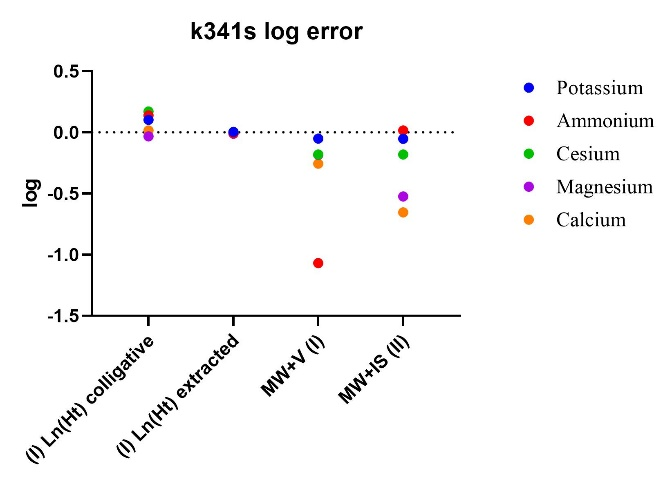 k341s log error
log
0.5
0.0
-0.5
-1.0
-1.5
(I) Ln(Ht) colligative
(I) Ln(Ht) extracted
MW+V (I)
MW+IS (II)
Potassium
Ammonium
Cesium
Magnesium
Calcium